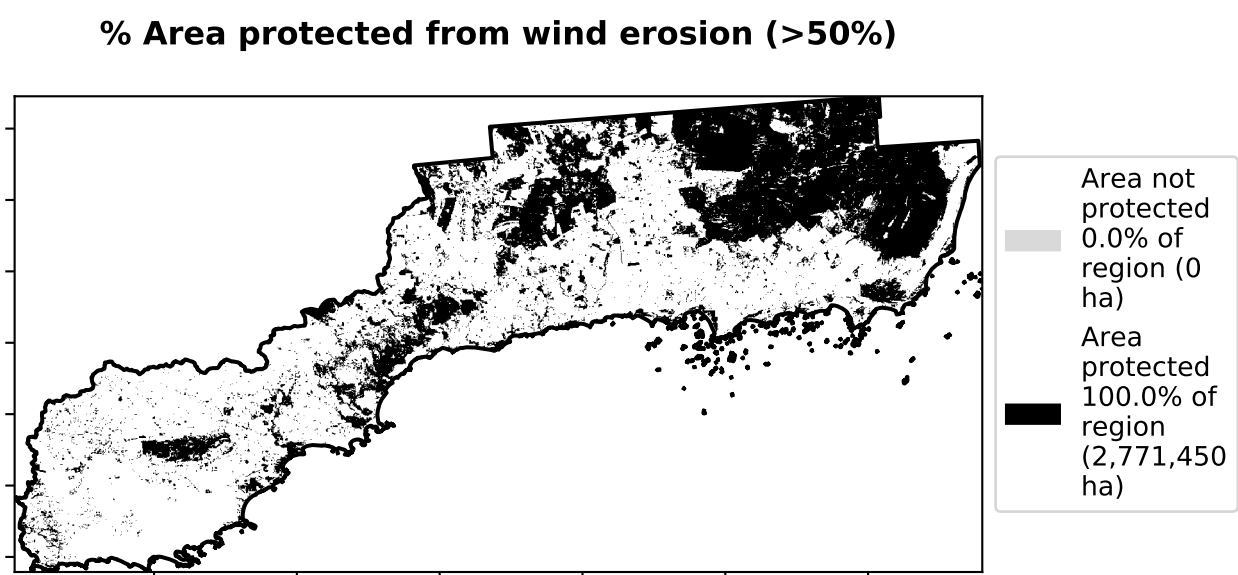 % Area protected from wind erosion (>50%)
Area not
protected
0.0% of
region (0
ha)
Area
protected
100.0% of
region
(2,771,450
ha)